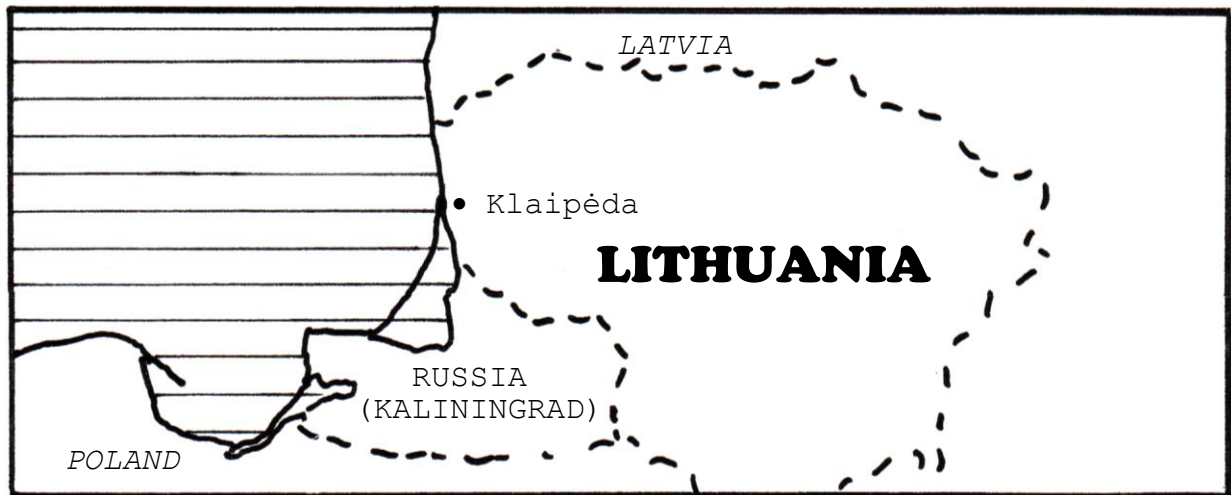 LATVIA
Klaipėda
LITHUANIA
RUSSIA
(KALININGRAD)
POLAND